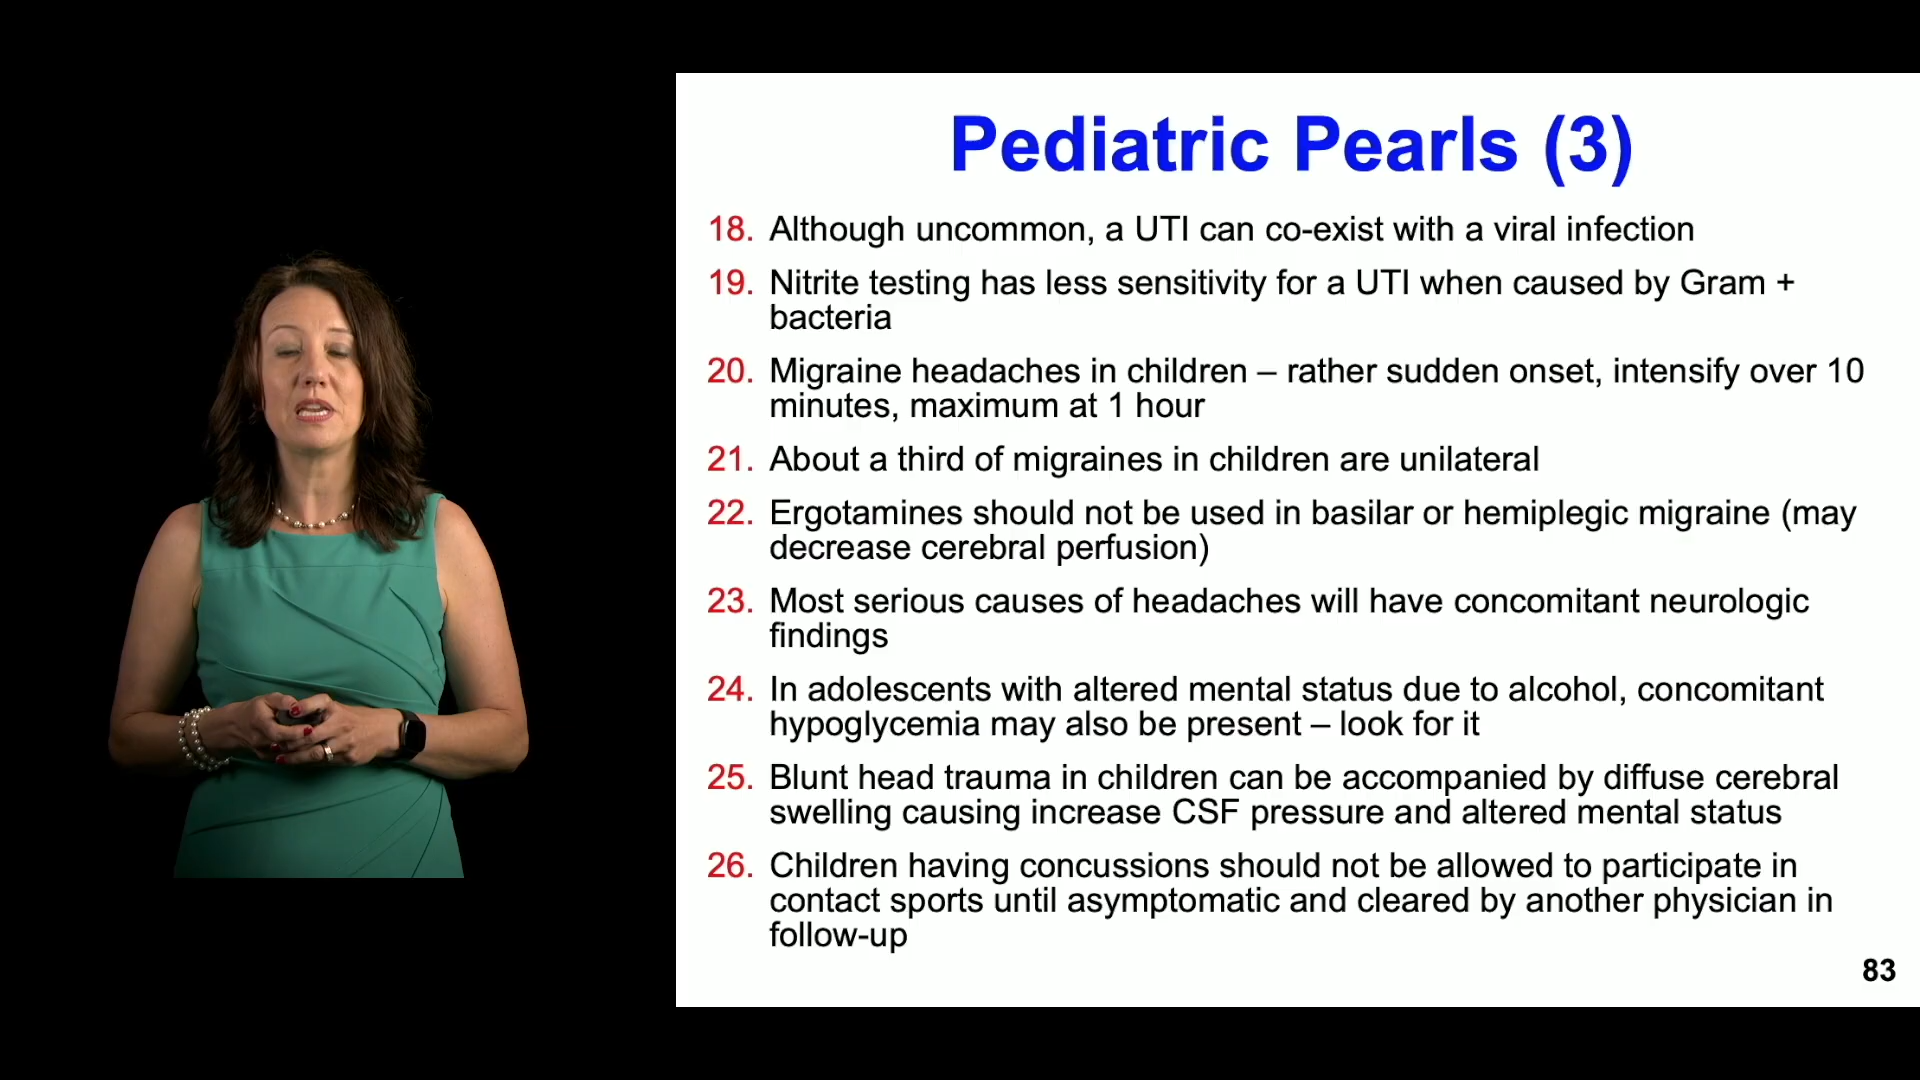 Pediatric Pearls (3)
18. Although uncommon, a UTI can co-exist with a viral infection
19. Nitrite testing has less sensitivity for a UTI when caused by Gram +
bacteria
20. Migraine headaches in children – rather sudden onset, intensify over 10
minutes, maximum at 1 hour
21. About a third of migraines in children are unilateral
22. Ergotamines should not be used in basilar or hemiplegic migraine (may
decrease cerebral perfusion)
23. Most serious causes of headaches will have concomitant neurologic
findings
24. In adolescents with altered mental status due to alcohol, concomitant
hypoglycemia may also be present – look for it
25. Blunt head trauma in children can be accompanied by diffuse cerebral
swelling causing increase CSF pressure and altered mental status
26. Children having concussions should not be allowed to participate in
contact sports until asymptomatic and cleared by another physician in
follow-up
83